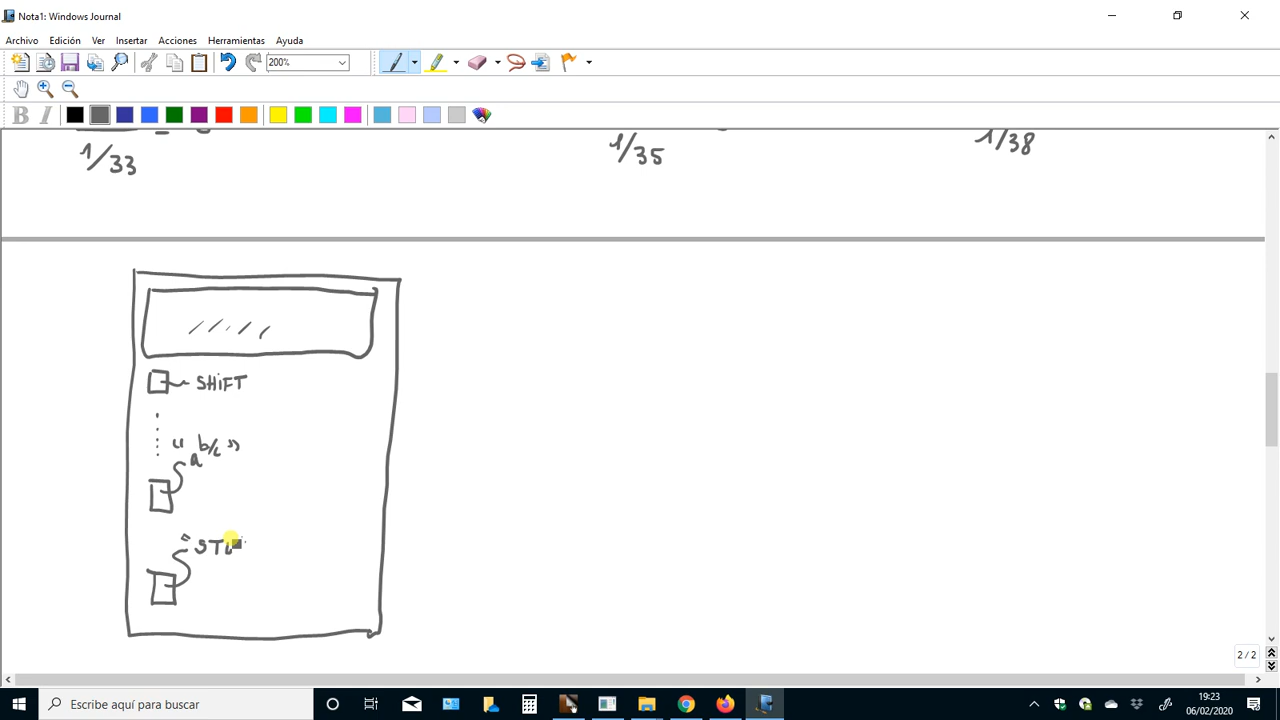 Nota1: Windows Journal
Archivo Edición Ver Insertar Acciones Herramientas Ayuda
200%
B I
1/33 1/35 1/38
SHiFT
" b/c "
a
"ST
2 / 2
Escribe aquí para buscar
19:23
06/02/2020